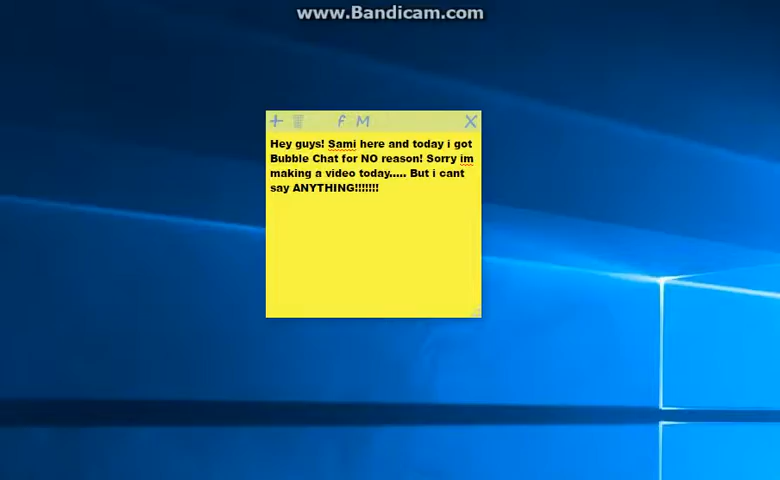 www.Bandicam.com
F M
Hey guys! Sami here and today i got
Bubble Chat for NO reason! Sorry im
making a video today..... But i cant
say ANYTHING!!!!!!!